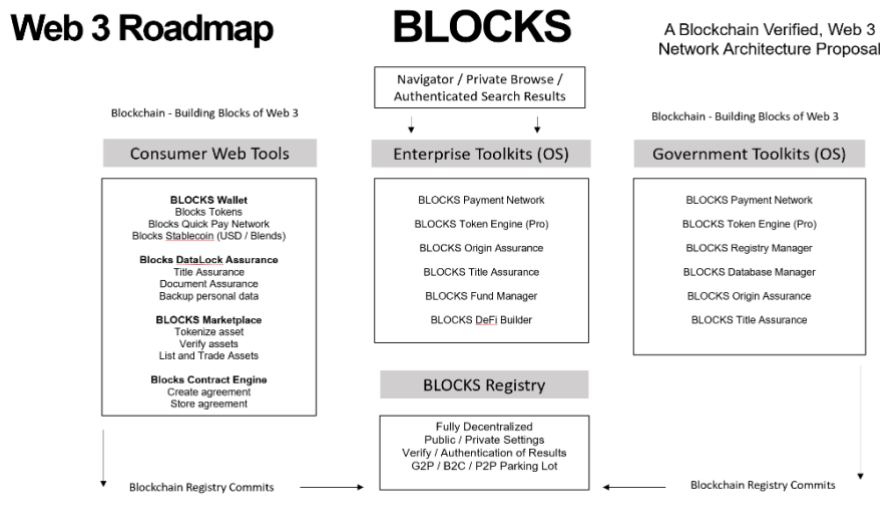 Web 3 Roadmap
BLOCKS
A Blockchain Verified, Web 3
Network Architecture Proposal
Navigator / Private Browse /
Authenticated Search Results
Blockchain - Building Blocks of Web 3
Blockchain - Building Blocks of Web 3
Consumer Web Tools
BLOCKS Wallet
Blocks Tokens
Blocks Quick Pay Network
Blocks Stablecoin (USD / Blends)
Blocks DataLock Assurance
Title Assurance
Document Assurance
Backup personal data
BLOCKS Marketplace
Tokenize asset
Verify assets
List and Trade Assets
Blocks Contract Engine
Create agreement
Store agreement
Enterprise Toolkits (OS)
BLOCKS Payment Network
BLOCKS Token Engine (Pro)
BLOCKS Origin Assurance
BLOCKS Title Assurance
BLOCKS Fund Manager
BLOCKS DeFi Builder
Government Toolkits (OS)
BLOCKS Payment Network
BLOCKS Token Engine (Pro)
BLOCKS Registry Manager
BLOCKS Database Manager
BLOCKS Origin Assurance
BLOCKS Title Assurance
BLOCKS Registry
Fully Decentralized
Public / Private Settings
Verify / Authentication of Results
G2P / B2C / P2P Parking Lot
Blockchain Registry Commits
Blockchain Registry Commits